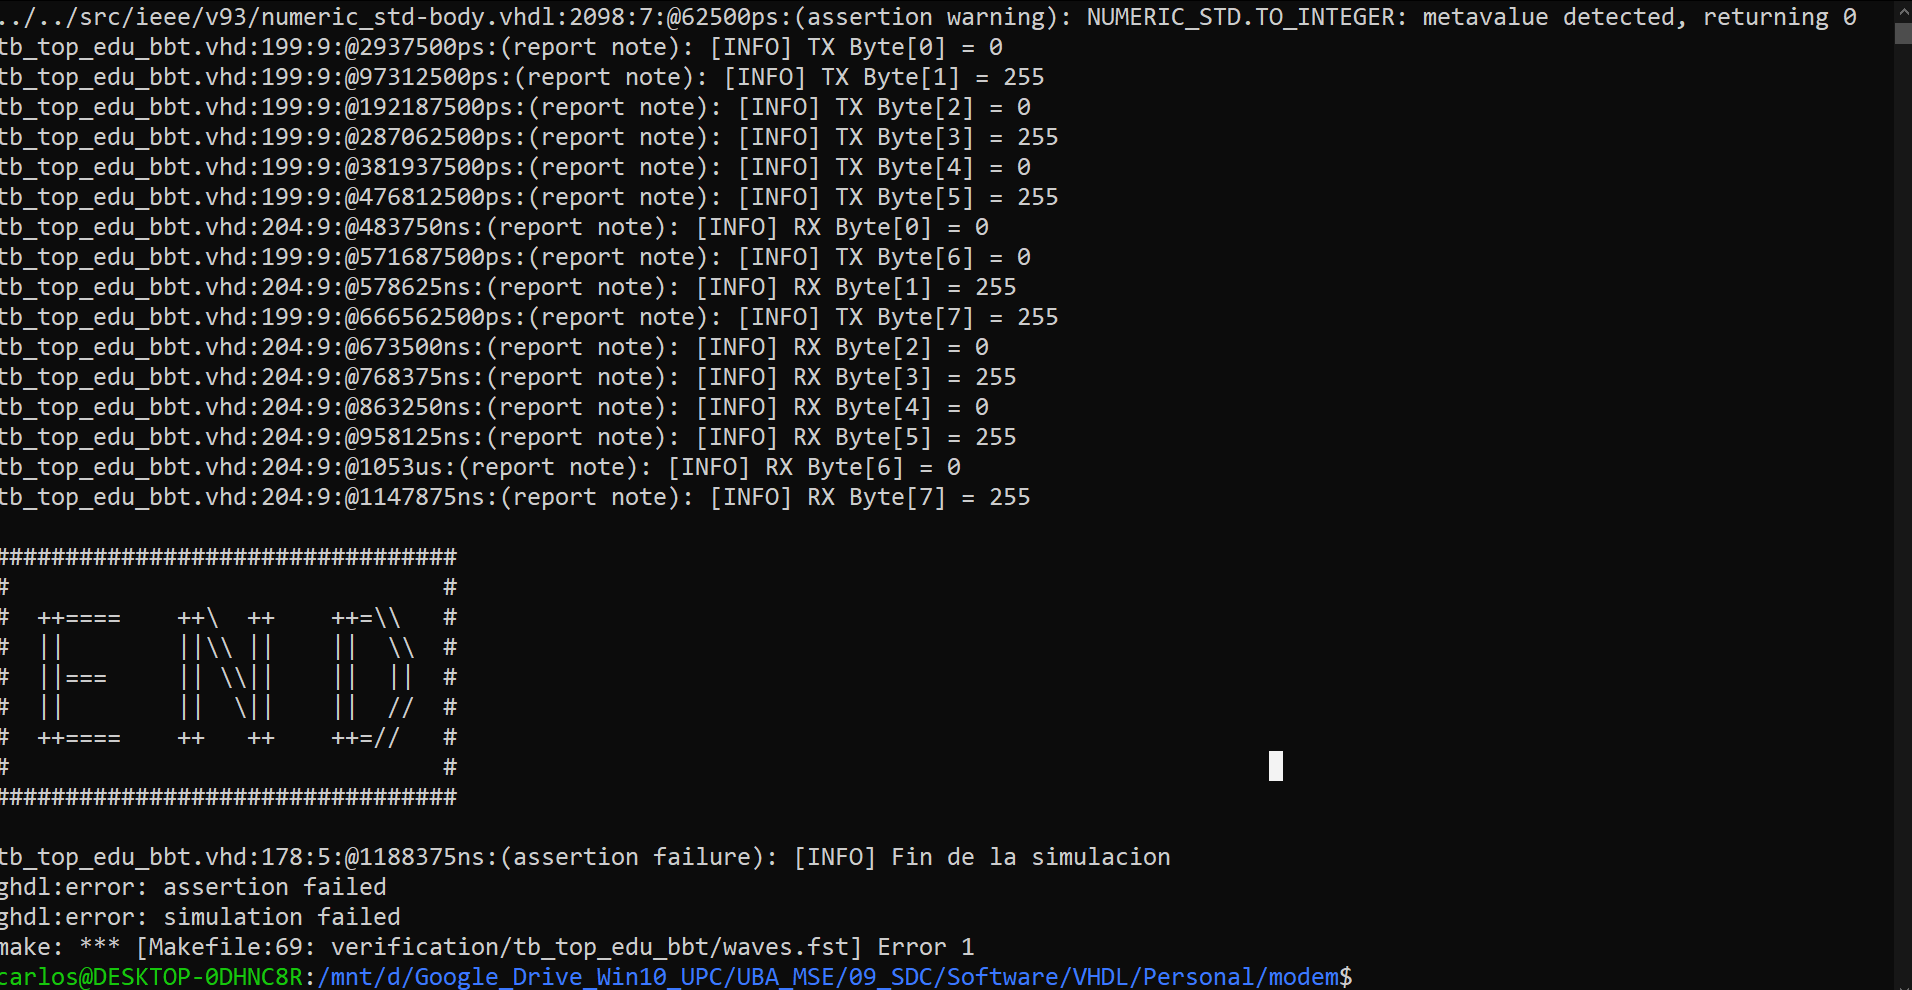 ../../src/ieee/v93/numeric_std-body.vhdl:2098:7:@62500ps:(assertion warning): NUMERIC_STD.TO_INTEGER: metavalue detected, returning 0
tb_top_edu_bbt.vhd:199:9:@2937500ps:(report note): [INFO] TX Byte[0] = 0
tb_top_edu_bbt.vhd:199:9:@97312500ps:(report note): [INFO] TX Byte[1] = 255
tb_top_edu_bbt.vhd:199:9:@192187500ps:(report note): [INFO] TX Byte[2] = 0
tb_top_edu_bbt.vhd:199:9:@287062500ps:(report note): [INFO] TX Byte[3] = 255
tb_top_edu_bbt.vhd:199:9:@381937500ps:(report note): [INFO] TX Byte[4] = 0
tb_top_edu_bbt.vhd:199:9:@476812500ps:(report note): [INFO] TX Byte[5] = 255
tb_top_edu_bbt.vhd:204:9:@483750ns:(report note): [INFO] RX Byte[0] = 0
tb_top_edu_bbt.vhd:199:9:@571687500ps:(report note): [INFO] TX Byte[6] = 0
tb_top_edu_bbt.vhd:204:9:@578625ns:(report note): [INFO] RX Byte[1] = 255
tb_top_edu_bbt.vhd:199:9:@666562500ps:(report note): [INFO] TX Byte[7] = 255
tb_top_edu_bbt.vhd:204:9:@673500ns:(report note): [INFO] RX Byte[2] = 0
tb_top_edu_bbt.vhd:204:9:@768375ns:(report note): [INFO] RX Byte[3] = 255
tb_top_edu_bbt.vhd:204:9:@863250ns:(report note): [INFO] RX Byte[4] = 0
tb_top_edu_bbt.vhd:204:9:@958125ns:(report note): [INFO] RX Byte[5] = 255
tb_top_edu_bbt.vhd:204:9:@1053us:(report note): [INFO] RX Byte[6] = 0
tb_top_edu_bbt.vhd:204:9:@1147875ns:(report note): [INFO] RX Byte[7] = 255
#################################
#                               #
#  ++====    ++\  ++    ++=\\   #
#  ||        ||\\ ||    ||  \\  #
#  ||===     || \\||    ||  ||  #
#  ||        ||  \||    ||  //  #
#  ++====    ++   ++    ++=//   #
#                               #
#################################
tb_top_edu_bbt.vhd:178:5:@1188375ns:(assertion failure): [INFO] Fin de la simulacion
ghdl:error: assertion failed
ghdl:error: simulation failed
make: *** [Makefile:69: verification/tb_top_edu_bbt/waves.fst] Error 1
carlos@DESKTOP-0DHNC8R:/mnt/d/Google_Drive_Win10_UPC/UBA_MSE/09_SDC/Software/VHDL/Personal/modem$